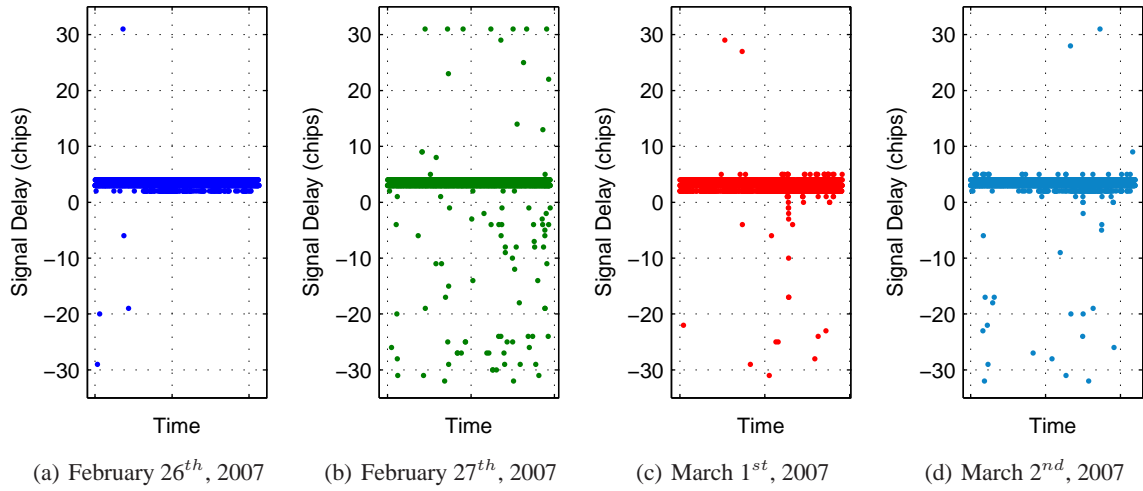 30
20
10
0
−10
−20
−30
Signal Delay (chips)
Time
(a) February 26th, 2007
30
20
10
0
−10
−20
−30
Signal Delay (chips)
Time
(b) February 27th, 2007
30
20
10
0
−10
−20
−30
Signal Delay (chips)
Time
(c) March 1st, 2007
30
20
10
0
−10
−20
−30
Signal Delay (chips)
Time
(d) March 2nd, 2007